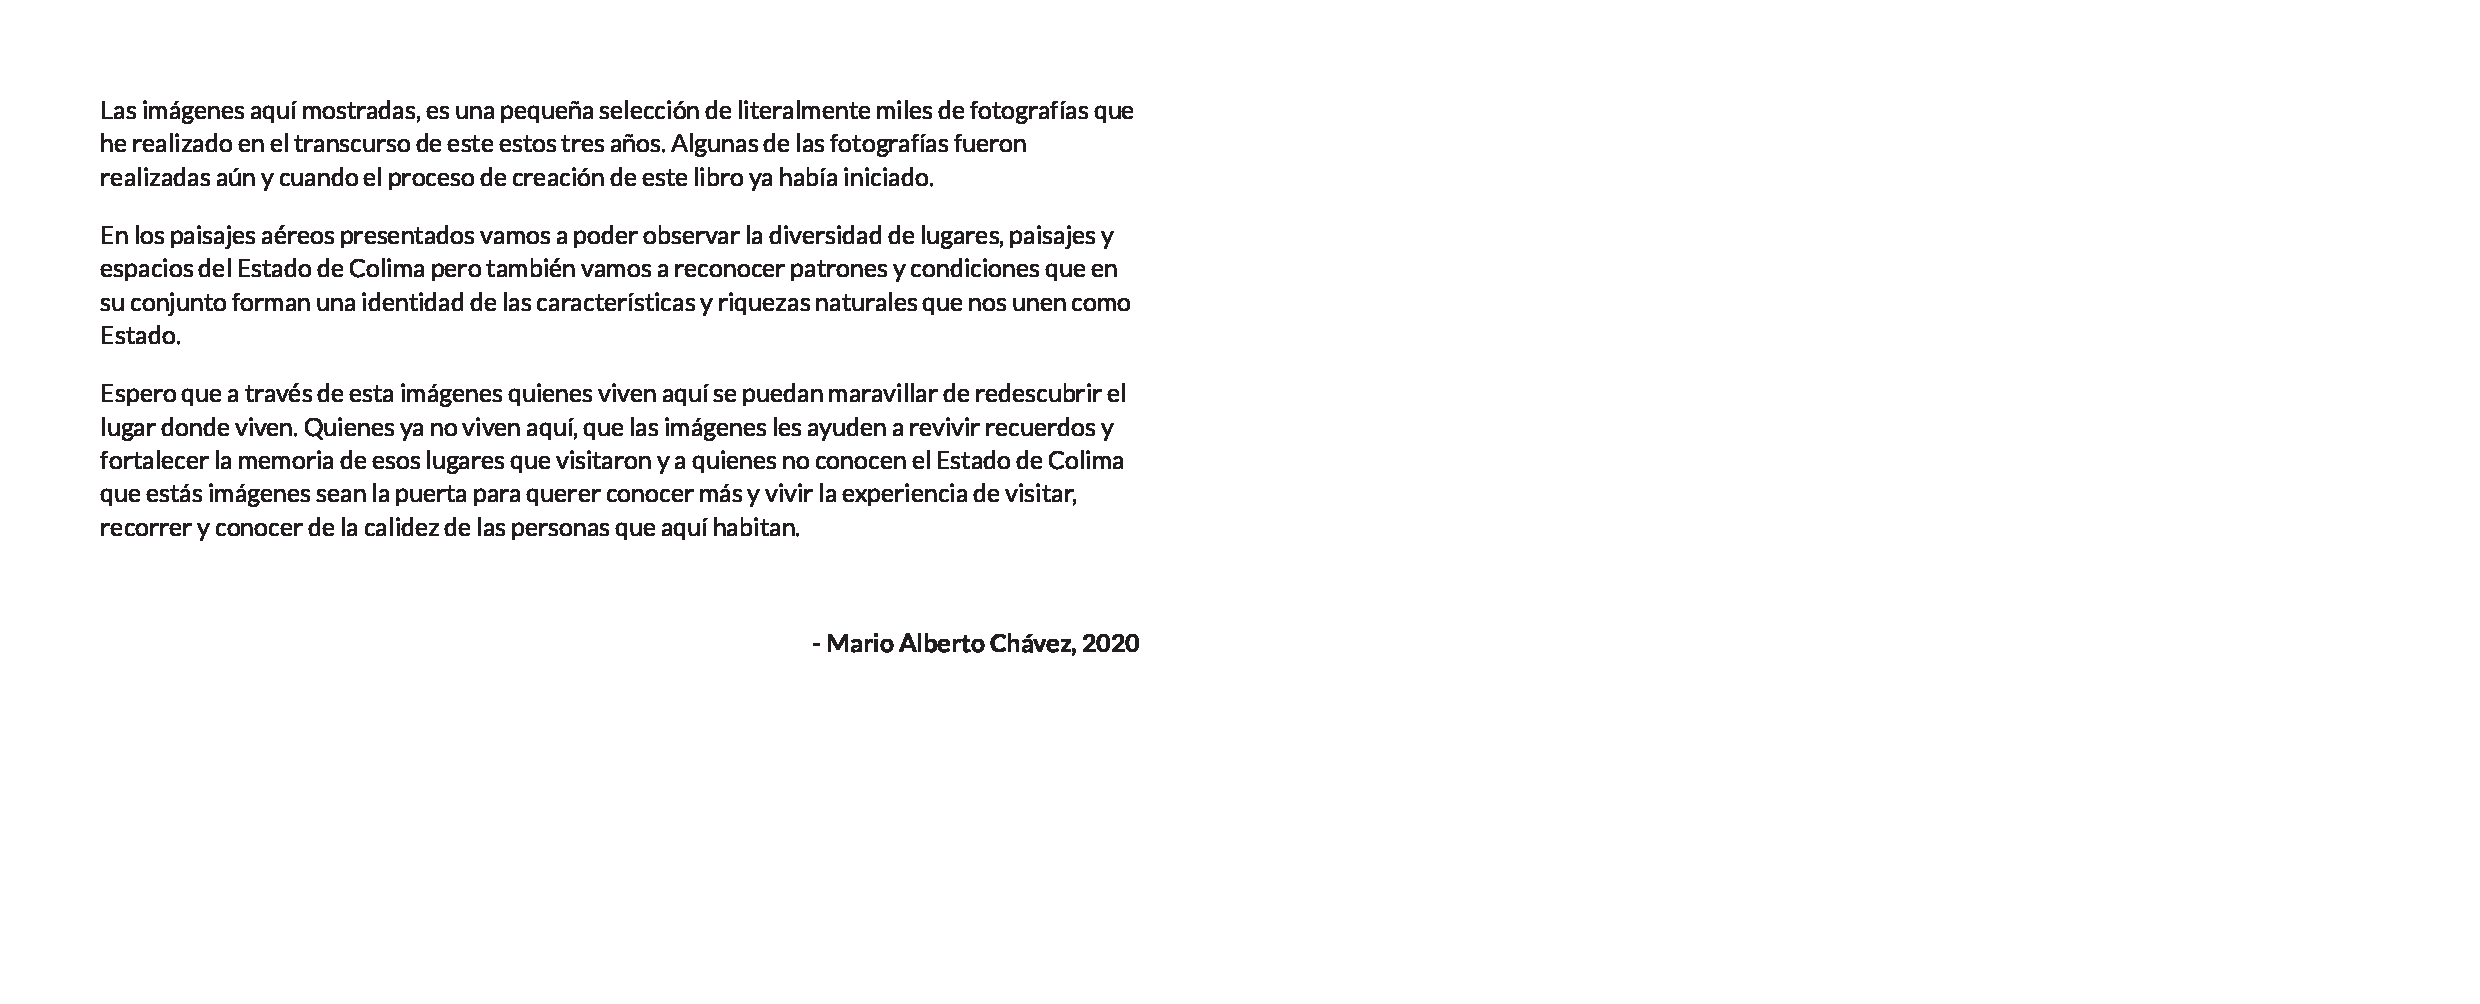 Las imágenes aquí mostradas, es una pequeña selección de literalmente miles de fotografías que
he realizado en el transcurso de este estos tres años. Algunas de las fotografías fueron
realizadas aún y cuando el proceso de creación de este libro ya había iniciado.
En los paisajes aéreos presentados vamos a poder observar la diversidad de lugares, paisajes y
espacios del Estado de Colima pero también vamos a reconocer patrones y condiciones que en
su conjunto forman una identidad de las características y riquezas naturales que nos unen como
Estado.
Espero que a través de esta imágenes quienes viven aquí se puedan maravillar de redescubrir el
lugar donde viven. Quienes ya no viven aquí, que las imágenes les ayuden a revivir recuerdos y
fortalecer la memoria de esos lugares que visitaron y a quienes no conocen el Estado de Colima
que estás imágenes sean la puerta para querer conocer más y vivir la experiencia de visitar,
recorrer y conocer de la calidez de las personas que aquí habitan.
- Mario Alberto Chávez, 2020